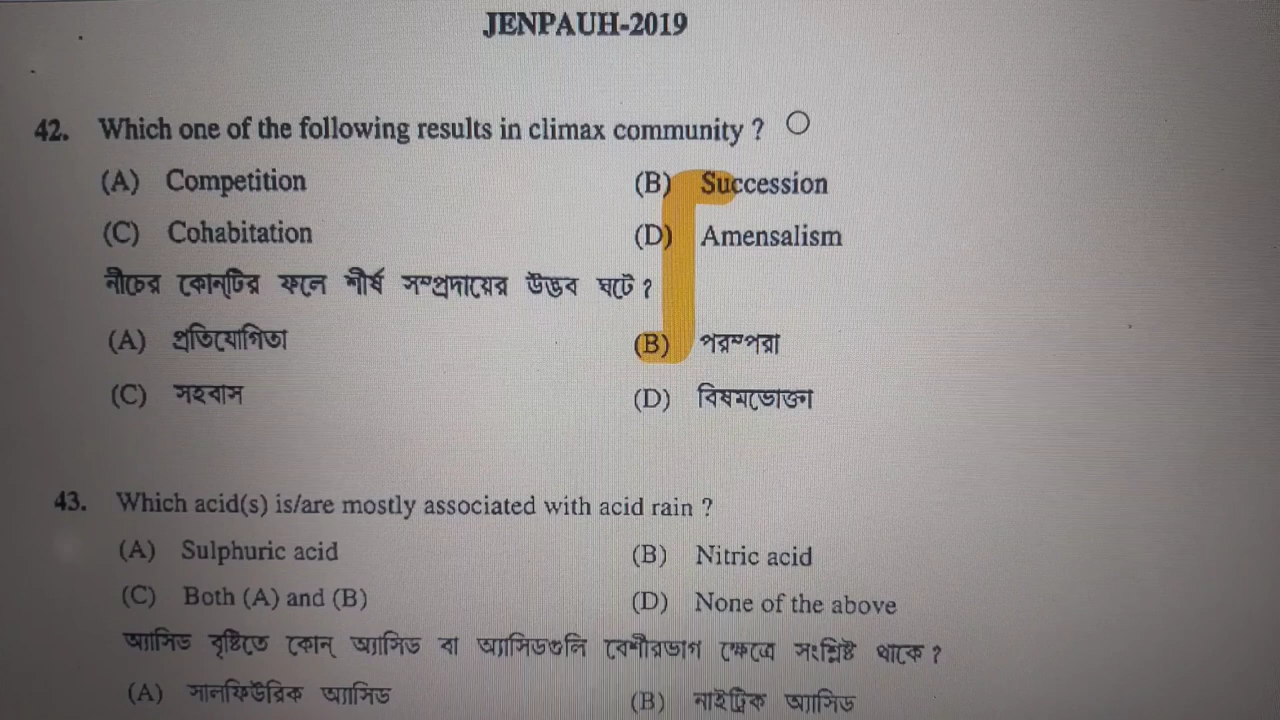 JENPAUH-2019
42. Which one of the following results in climax community ?
(A) Competition (B) Succession
(C) Cohabitation (D) Amensalism
নীচের কোন্‌টির ফলে শীর্ষ সম্প্রদায়ের উদ্ভব ঘটে ?
(A) প্রতিযোগিতা (B) পরম্পরা
(C) সহবাস (D) বিষমভোজন
43. Which acid(s) is/are mostly associated with acid rain ?
(A) Sulphuric acid (B) Nitric acid
(C) Both (A) and (B) (D) None of the above
অ্যাসিড বৃষ্টিতে কোন্‌ অ্যাসিড বা অ্যাসিডগুলি বেশীরভাগ ক্ষেত্রে সংশ্লিষ্ট থাকে ?
(A) সালফিউরিক অ্যাসিড (B) নাইট্রিক অ্যাসিড